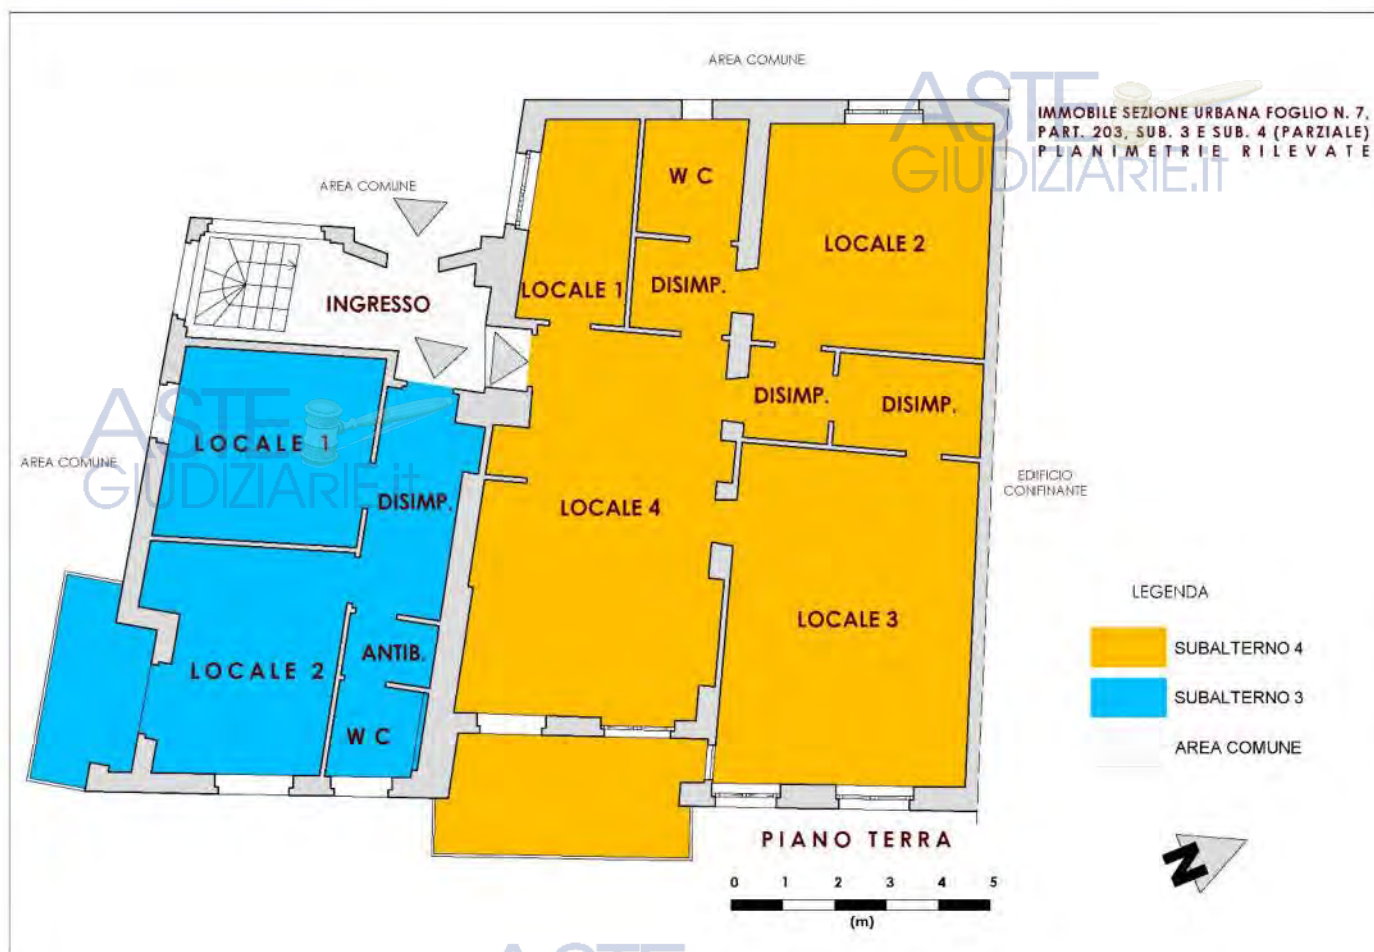 AREA COMUNE
ASTE
GIUDIZIARIE.it
IMMOBILE SEZIONE URBANA FOGLIO N. 7,
PART. 203, SUB. 3 E SUB. 4 (PARZIALE)
PLANIMETRIE RILEVATE
AREA COMUNE
W C
LOCALE 2
LOCALE 1
DISIMP.
INGRESSO
DISIMP.
DISIMP.
ASTE
GIUDIZIARIE.it
LOCALE 1
AREA COMUNE
DISIMP.
LOCALE 4
EDIFICIO
CONFINANTE
LOCALE 3
LEGENDA
SUBALTERNO 4
SUBALTERNO 3
AREA COMUNE
ANTIB.
LOCALE 2
W C
PIANO TERRA
0 1 2 3 4 5
(m)
N
ASTE